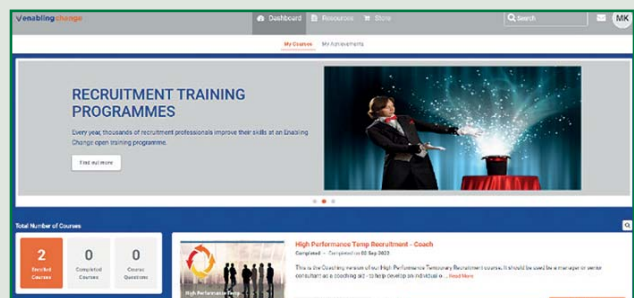 enablingchange
Dashboard Resources Store Search MK
My Courses My Achievements
RECRUITMENT TRAINING
PROGRAMMES
Every year, thousands of recruitment professionals improve their skills at an Enabling
Change open training programme.
Find out more
Total Number of Courses
2 0 0
Enrolled Completed Course
Courses Courses Questions
High Performance Temp
High Performance Temp Recruitment - Coach
Completed - Completed on 02 Sep
This is the Coaching version of our High Performance Temporary Recruitment course. It should be used by a manager or senior
consultant as a coaching aid - to help develop an individual o... Read More